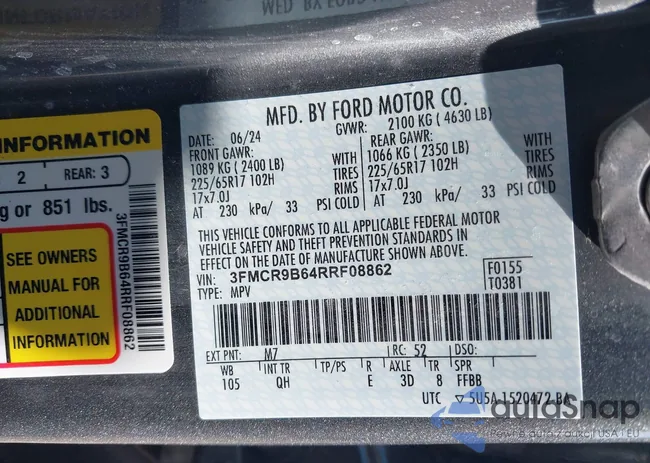 MFD. BY FORD MOTOR CO.
DATE: 06/24 GVWR: 2100 KG ( 4630 LB)
FRONT GAWR: REAR GAWR:
1089 KG ( 2400 LB) WITH 1066 KG ( 2350 LB) WITH
225/65R17 102H TIRES 225/65R17 102H TIRES
17x7.0J RIMS 17x7.0J RIMS
AT 230 kPa/ 33 PSI COLD AT 230 kPa/ 33 PSI COLD
THIS VEHICLE CONFORMS TO ALL APPLICABLE FEDERAL MOTOR
VEHICLE SAFETY AND THEFT PREVENTION STANDARDS IN
EFFECT ON THE DATE OF MANUFACTURE SHOWN ABOVE.
VIN: 3FMCR9B64RRF08862
TYPE: MPV
F0155
T0381
EXT PNT: M7 RC: 52 DSO:
WB INT TR TP/PS R AXLE TR SPR
105 QH E 3D 8 FFBB
UTC 5U5A-1520472-BA
INFORMATION
2 REAR: 3
g or 851 lbs.
SEE OWNERS
MANUAL FOR
ADDITIONAL
INFORMATION
3FMCR9B64RRF08862
autoSnap